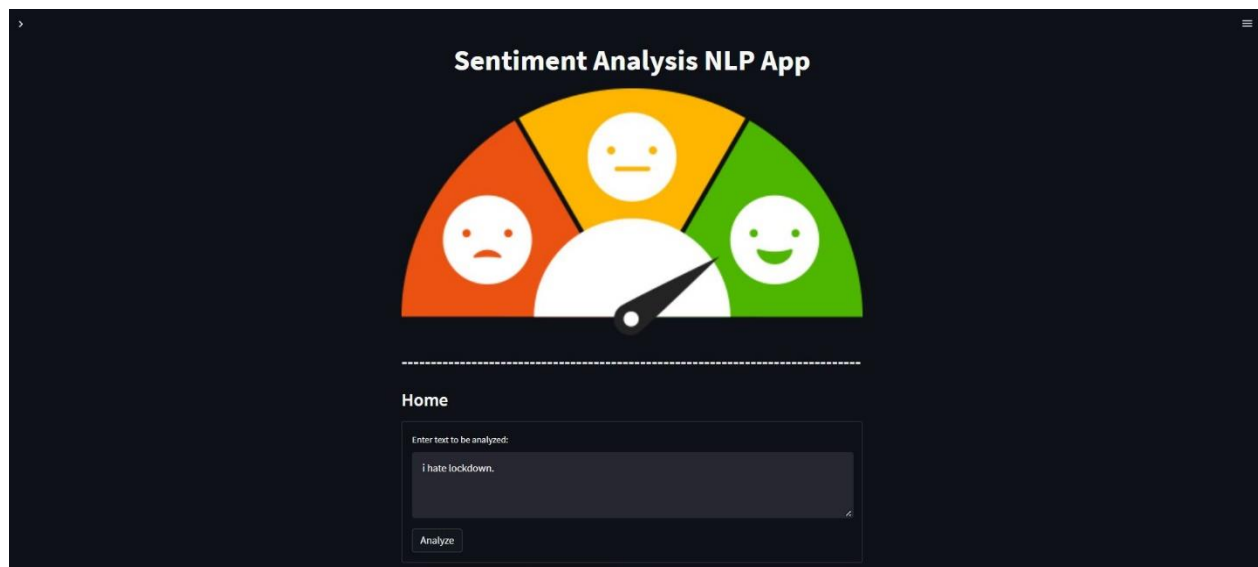 Sentiment Analysis NLP App
--------------------------------------------------------------------------------
Home
Enter text to be analyzed:
i hate lockdown.
Analyze